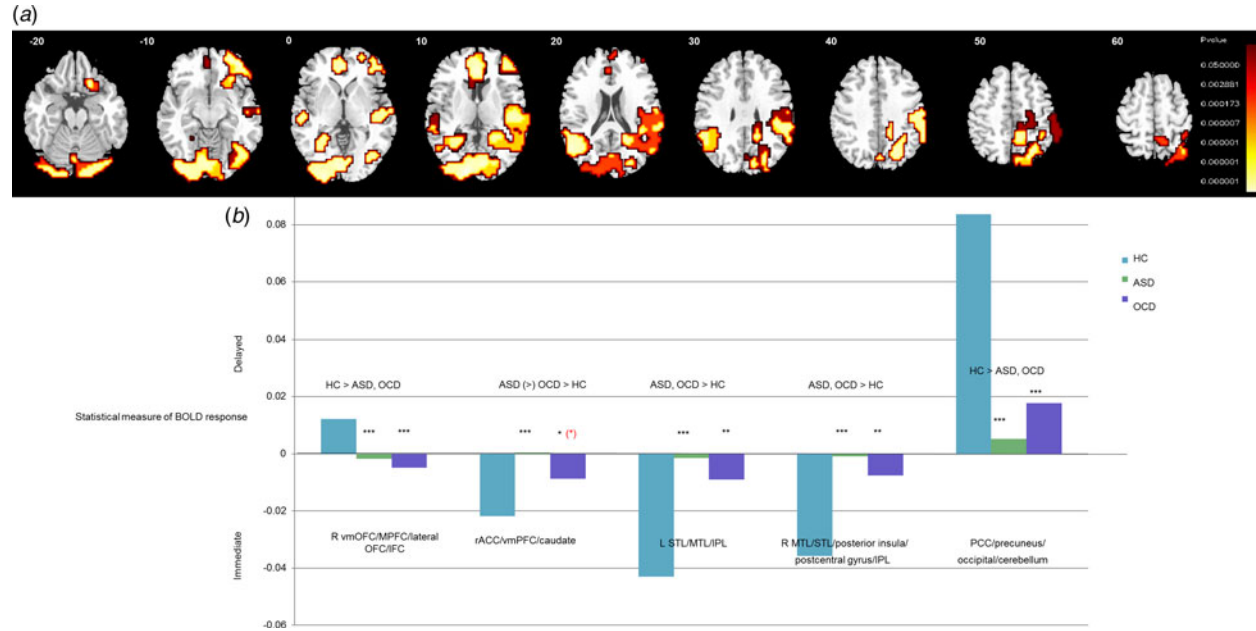 (a)
-20 -10 0 10 20 30 40 50 60
Pvalue
0.050000
0.002881
0.000173
0.000007
0.000001
0.000001
0.000001
(b)
0.08
0.06
0.04
0.02
0
-0.02
-0.04
-0.06
Delayed
Immediate
Statistical measure of BOLD response
HC
ASD
OCD
HC > ASD, OCD
*** ***
R vmOFC/MPFC/lateral
OFC/IFC
ASD (>) OCD > HC
*** * (*)
rACC/vmPFC/caudate
ASD, OCD > HC
*** **
L STL/MTL/IPL
ASD, OCD > HC
*** **
R MTL/STL/posterior insula/
postcentral gyrus/IPL
HC > ASD, OCD
*** ***
PCC/precuneus/
occipital/cerebellum